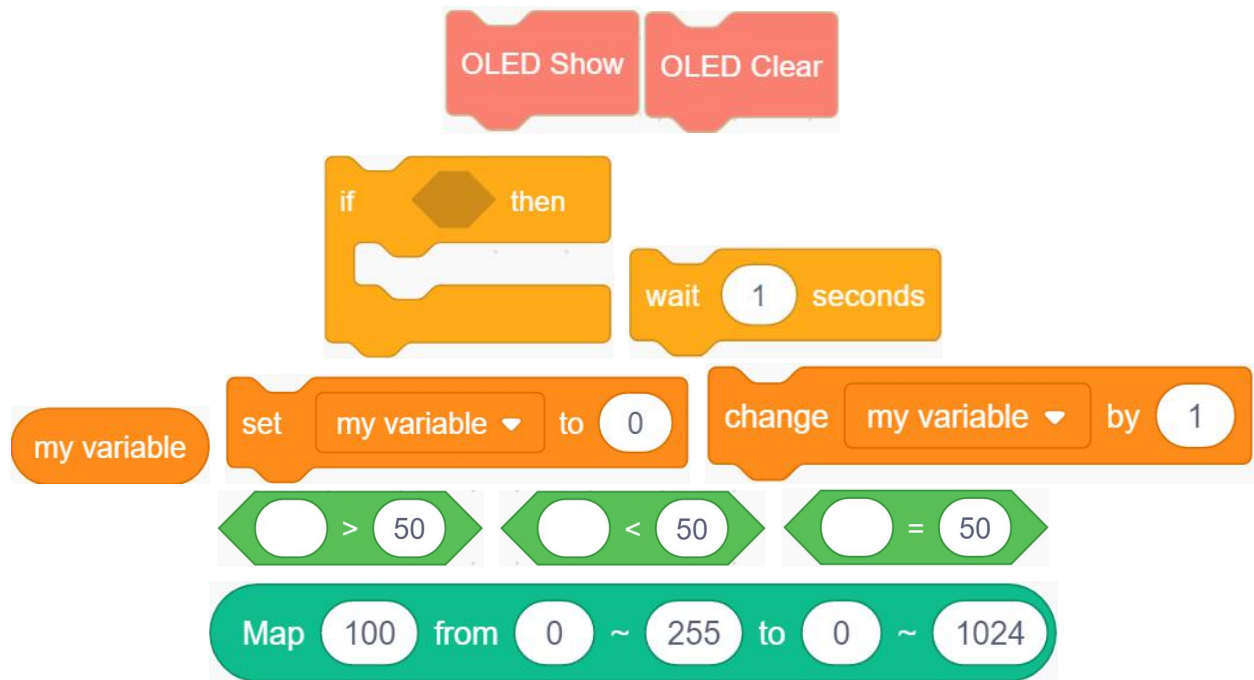 OLED Show OLED Clear
if then
wait 1 seconds
my variable set my variable to 0 change my variable by 1
> 50 < 50 = 50
Map 100 from 0 ~ 255 to 0 ~ 1024